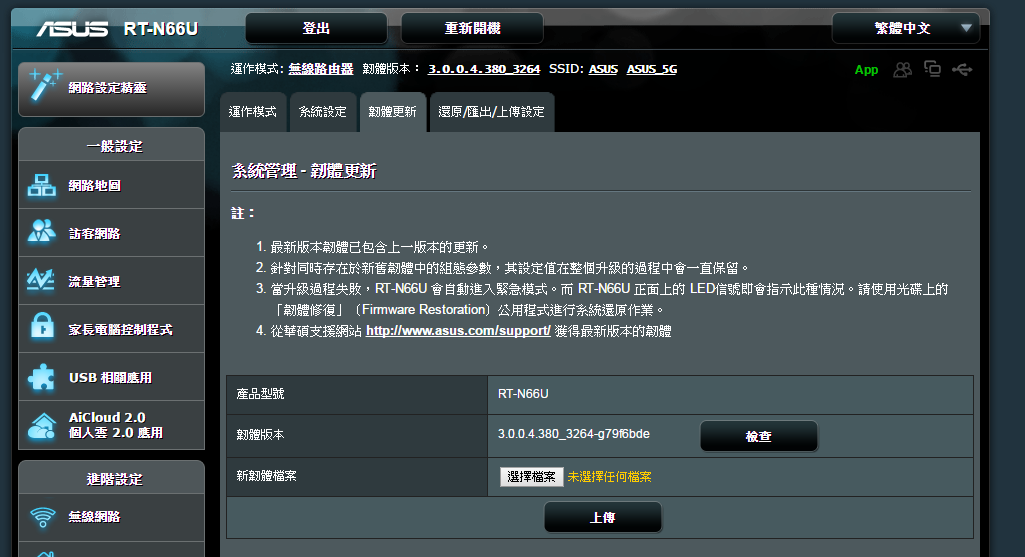 ASUS RT-N66U 登出 重新開機 繁體中文
運作模式: 無線路由器 韌體版本: 3.0.0.4.380_3264 SSID: ASUS ASUS_5G App
網路設定精靈
一般設定
網路地圖
訪客網路
流量管理
家長電腦控制程式
USB 相關應用
AiCloud 2.0
個人雲 2.0 應用
進階設定
無線網路
運作模式 系統設定 韌體更新 還原/匯出/上傳設定
系統管理 - 韌體更新
註：
1. 最新版本韌體已包含上一版本的更新。
2. 針對同時存在於新舊韌體中的組態參數，其設定值在整個升級的過程中會一直保留。
3. 當升級過程失敗，RT-N66U 會自動進入緊急模式。而 RT-N66U 正面上的 LED信號即會指示此種情況。請使用光碟上的
「韌體修復」〔Firmware Restoration〕公用程式進行系統還原作業。
4. 從華碩支援網站 http://www.asus.com/support/ 獲得最新版本的韌體
產品型號 RT-N66U
韌體版本 3.0.0.4.380_3264-g79f6bde 檢查
新韌體檔案 選擇檔案 未選擇任何檔案
上傳